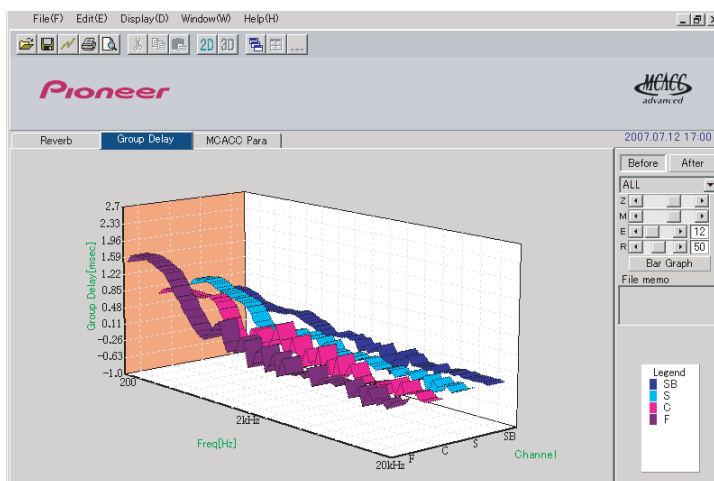 File(F) Edit(E) Display(D) Window(W) Help(H)
2D 3D ...
Pioneer
MCACC
advanced
Reverb Group Delay MCACC Para
2007.07.12 17:00
Before After
ALL
Z
M
E 12
R 50
Bar Graph
File memo
Legend
SB
S
C
F
Group Delay[msec]
2.7
2.33
1.96
1.59
1.22
0.85
0.48
0.11
-0.26
-0.63
-1.0
200
2kHz
20kHz
Freq[Hz]
F
C
S
SB
Channel